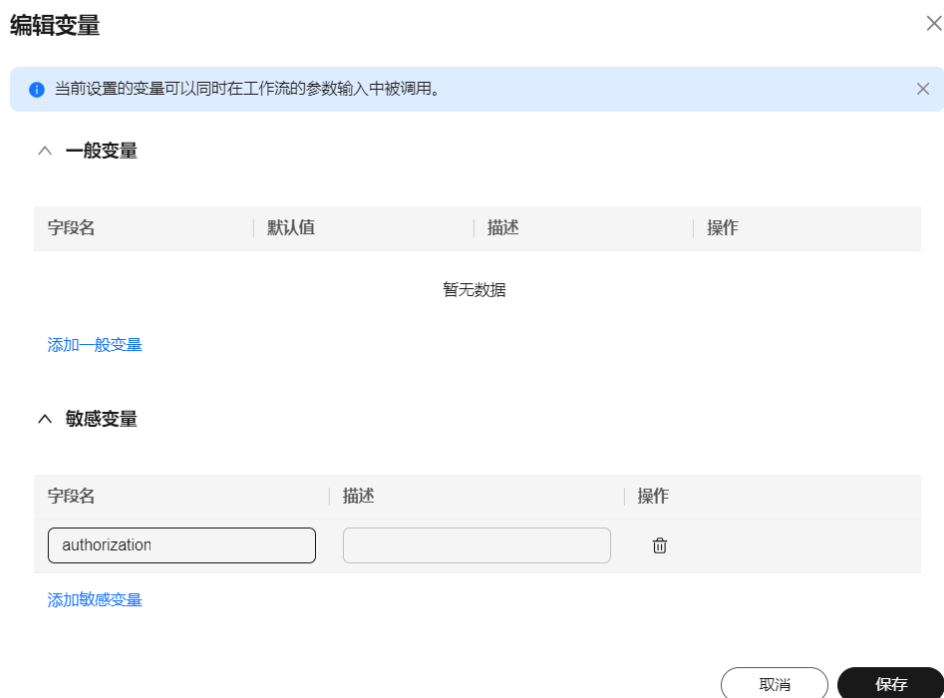 编辑变量
当前设置的变量可以同时在工作流的参数输入中被调用。
一般变量
字段名 默认值 描述 操作
暂无数据
添加一般变量
敏感变量
字段名 描述 操作
authorization
添加敏感变量
取消 保存